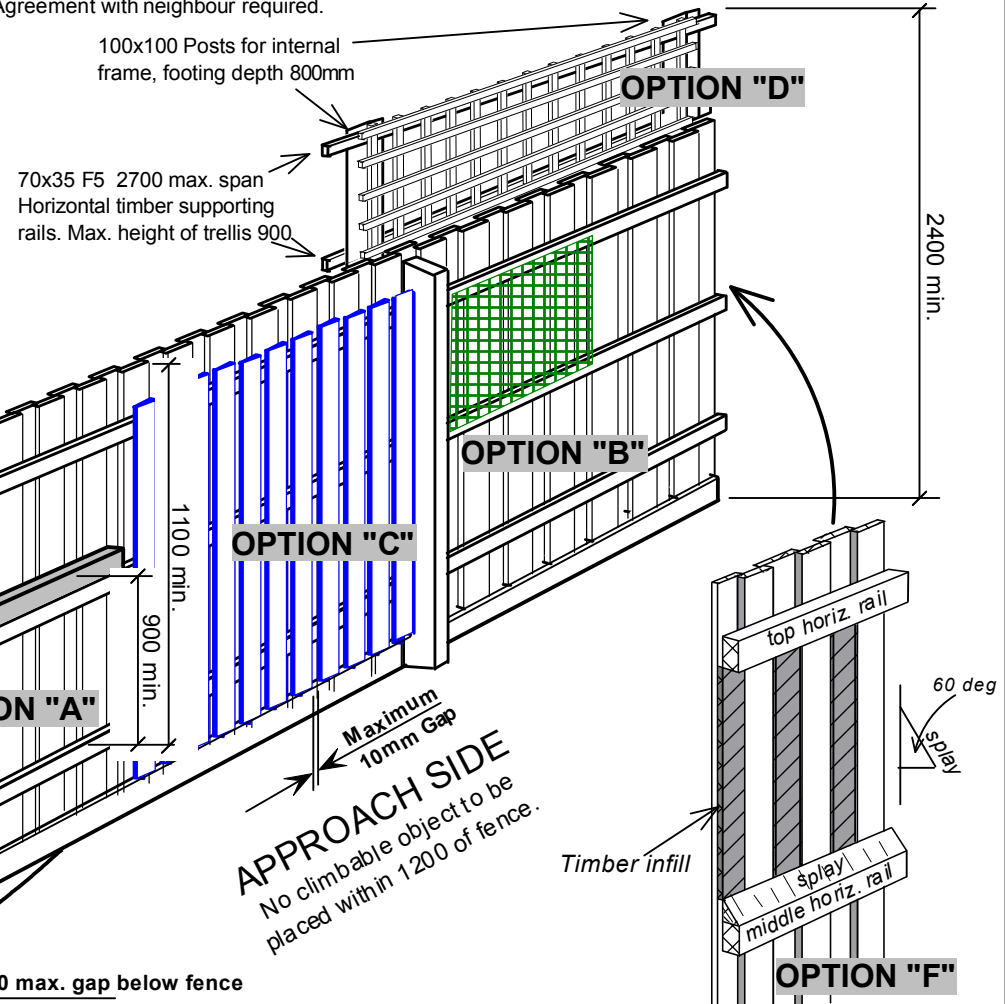 Agreement with neighbour required.
100x100 Posts for internal
frame, footing depth 800mm
OPTION "D"
70x35 F5 2700 max. span
Horizontal timber supporting
rails. Max. height of trellis 900
2400 min.
OPTION "B"
OPTION "C"
1100 min.
900 min.
ON "A"
Maximum
10mm Gap
APPROACH SIDE
No climbable object to be
placed within 1200 of fence.
top horiz. rail
60 deg
splay
Timber infill
splay
middle horiz. rail
OPTION "F"
0 max. gap below fence